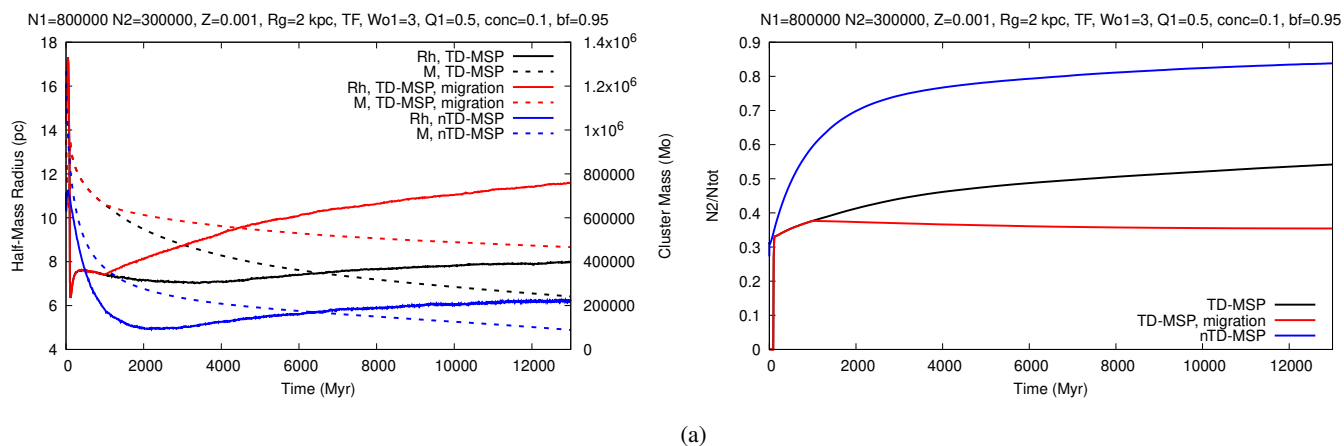 N1=800000 N2=300000, Z=0.001, Rg=2 kpc, TF, Wo1=3, Q1=0.5, conc=0.1, bf=0.95
18
16
14
12
10
8
6
4
Half-Mass Radius (pc)
1.4x10⁶
1.2x10⁶
1x10⁶
800000
600000
400000
200000
0
Cluster Mass (Mo)
Rh, TD-MSP
M, TD-MSP
Rh, TD-MSP, migration
M, TD-MSP, migration
Rh, nTD-MSP
M, nTD-MSP
0 2000 4000 6000 8000 10000 12000
Time (Myr)
N1=800000 N2=300000, Z=0.001, Rg=2 kpc, TF, Wo1=3, Q1=0.5, conc=0.1, bf=0.95
0.9
0.8
0.7
0.6
0.5
0.4
0.3
0.2
0.1
0
N2/Ntot
TD-MSP
TD-MSP, migration
nTD-MSP
0 2000 4000 6000 8000 10000 12000
Time (Myr)
(a)